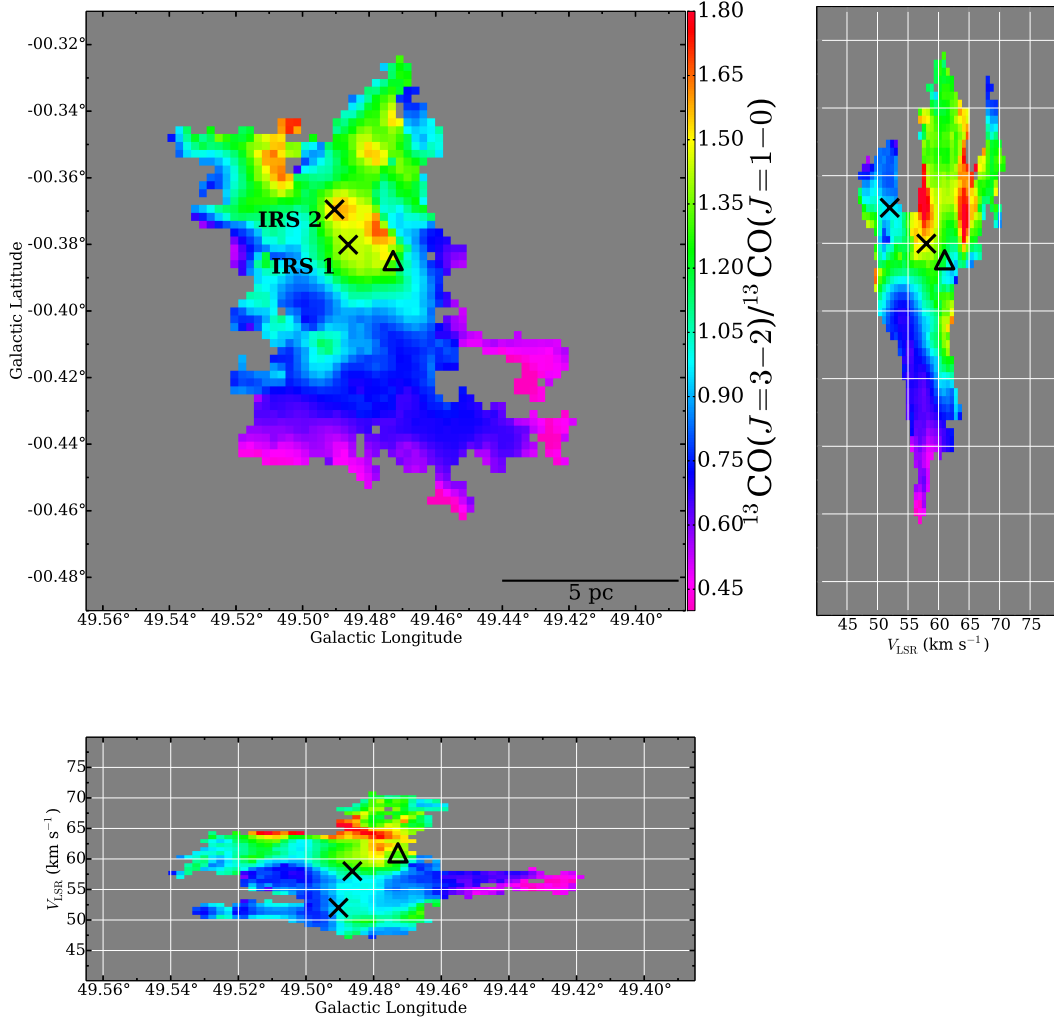 -00.32°
-00.34°
-00.36°
-00.38°
-00.40°
-00.42°
-00.44°
-00.46°
-00.48°
Galactic Latitude
IRS 2
IRS 1
5 pc
49.56° 49.54° 49.52° 49.50° 49.48° 49.46° 49.44° 49.42° 49.40°
Galactic Longitude
1.80
1.65
1.50
1.35
1.20
1.05
0.90
0.75
0.60
0.45
¹³CO(J=3−2)/¹³CO(J=1−0)
45 50 55 60 65 70 75
V_LSR (km s⁻¹)
75
70
65
60
55
50
45
V_LSR (km s⁻¹)
49.56° 49.54° 49.52° 49.50° 49.48° 49.46° 49.44° 49.42° 49.40°
Galactic Longitude